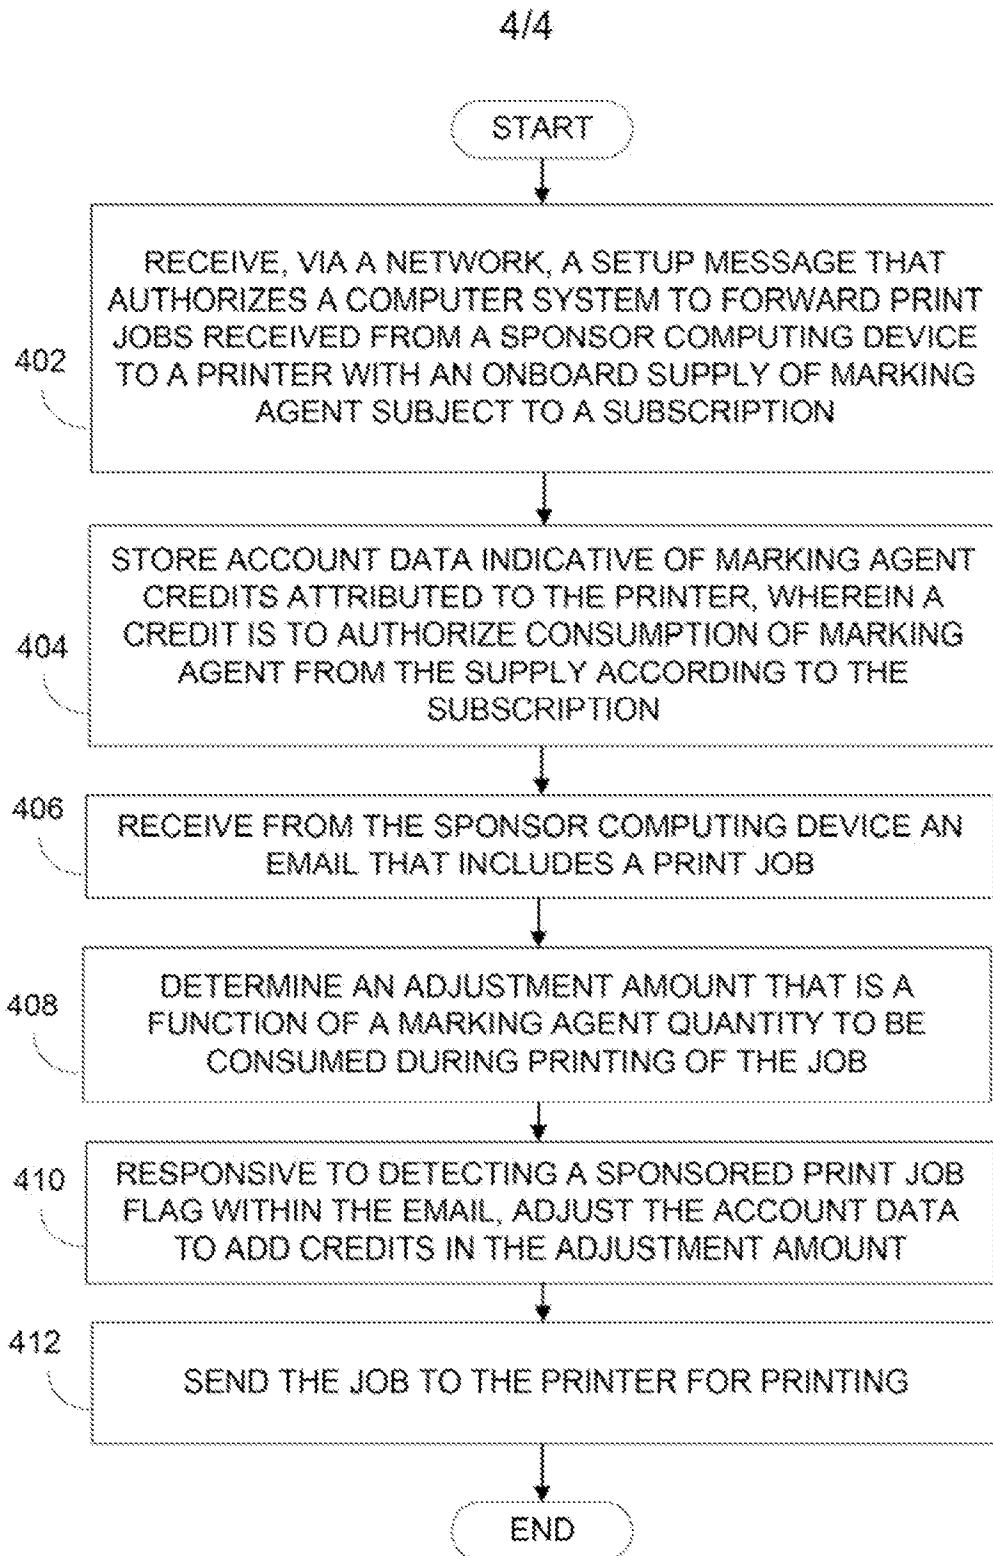 4/4
START
402
RECEIVE, VIA A NETWORK, A SETUP MESSAGE THAT
AUTHORIZES A COMPUTER SYSTEM TO FORWARD PRINT
JOBS RECEIVED FROM A SPONSOR COMPUTING DEVICE
TO A PRINTER WITH AN ONBOARD SUPPLY OF MARKING
AGENT SUBJECT TO A SUBSCRIPTION
404
STORE ACCOUNT DATA INDICATIVE OF MARKING AGENT
CREDITS ATTRIBUTED TO THE PRINTER, WHEREIN A
CREDIT IS TO AUTHORIZE CONSUMPTION OF MARKING
AGENT FROM THE SUPPLY ACCORDING TO THE
SUBSCRIPTION
406
RECEIVE FROM THE SPONSOR COMPUTING DEVICE AN
EMAIL THAT INCLUDES A PRINT JOB
408
DETERMINE AN ADJUSTMENT AMOUNT THAT IS A
FUNCTION OF A MARKING AGENT QUANTITY TO BE
CONSUMED DURING PRINTING OF THE JOB
410
RESPONSIVE TO DETECTING A SPONSORED PRINT JOB
FLAG WITHIN THE EMAIL, ADJUST THE ACCOUNT DATA
TO ADD CREDITS IN THE ADJUSTMENT AMOUNT
412
SEND THE JOB TO THE PRINTER FOR PRINTING
END